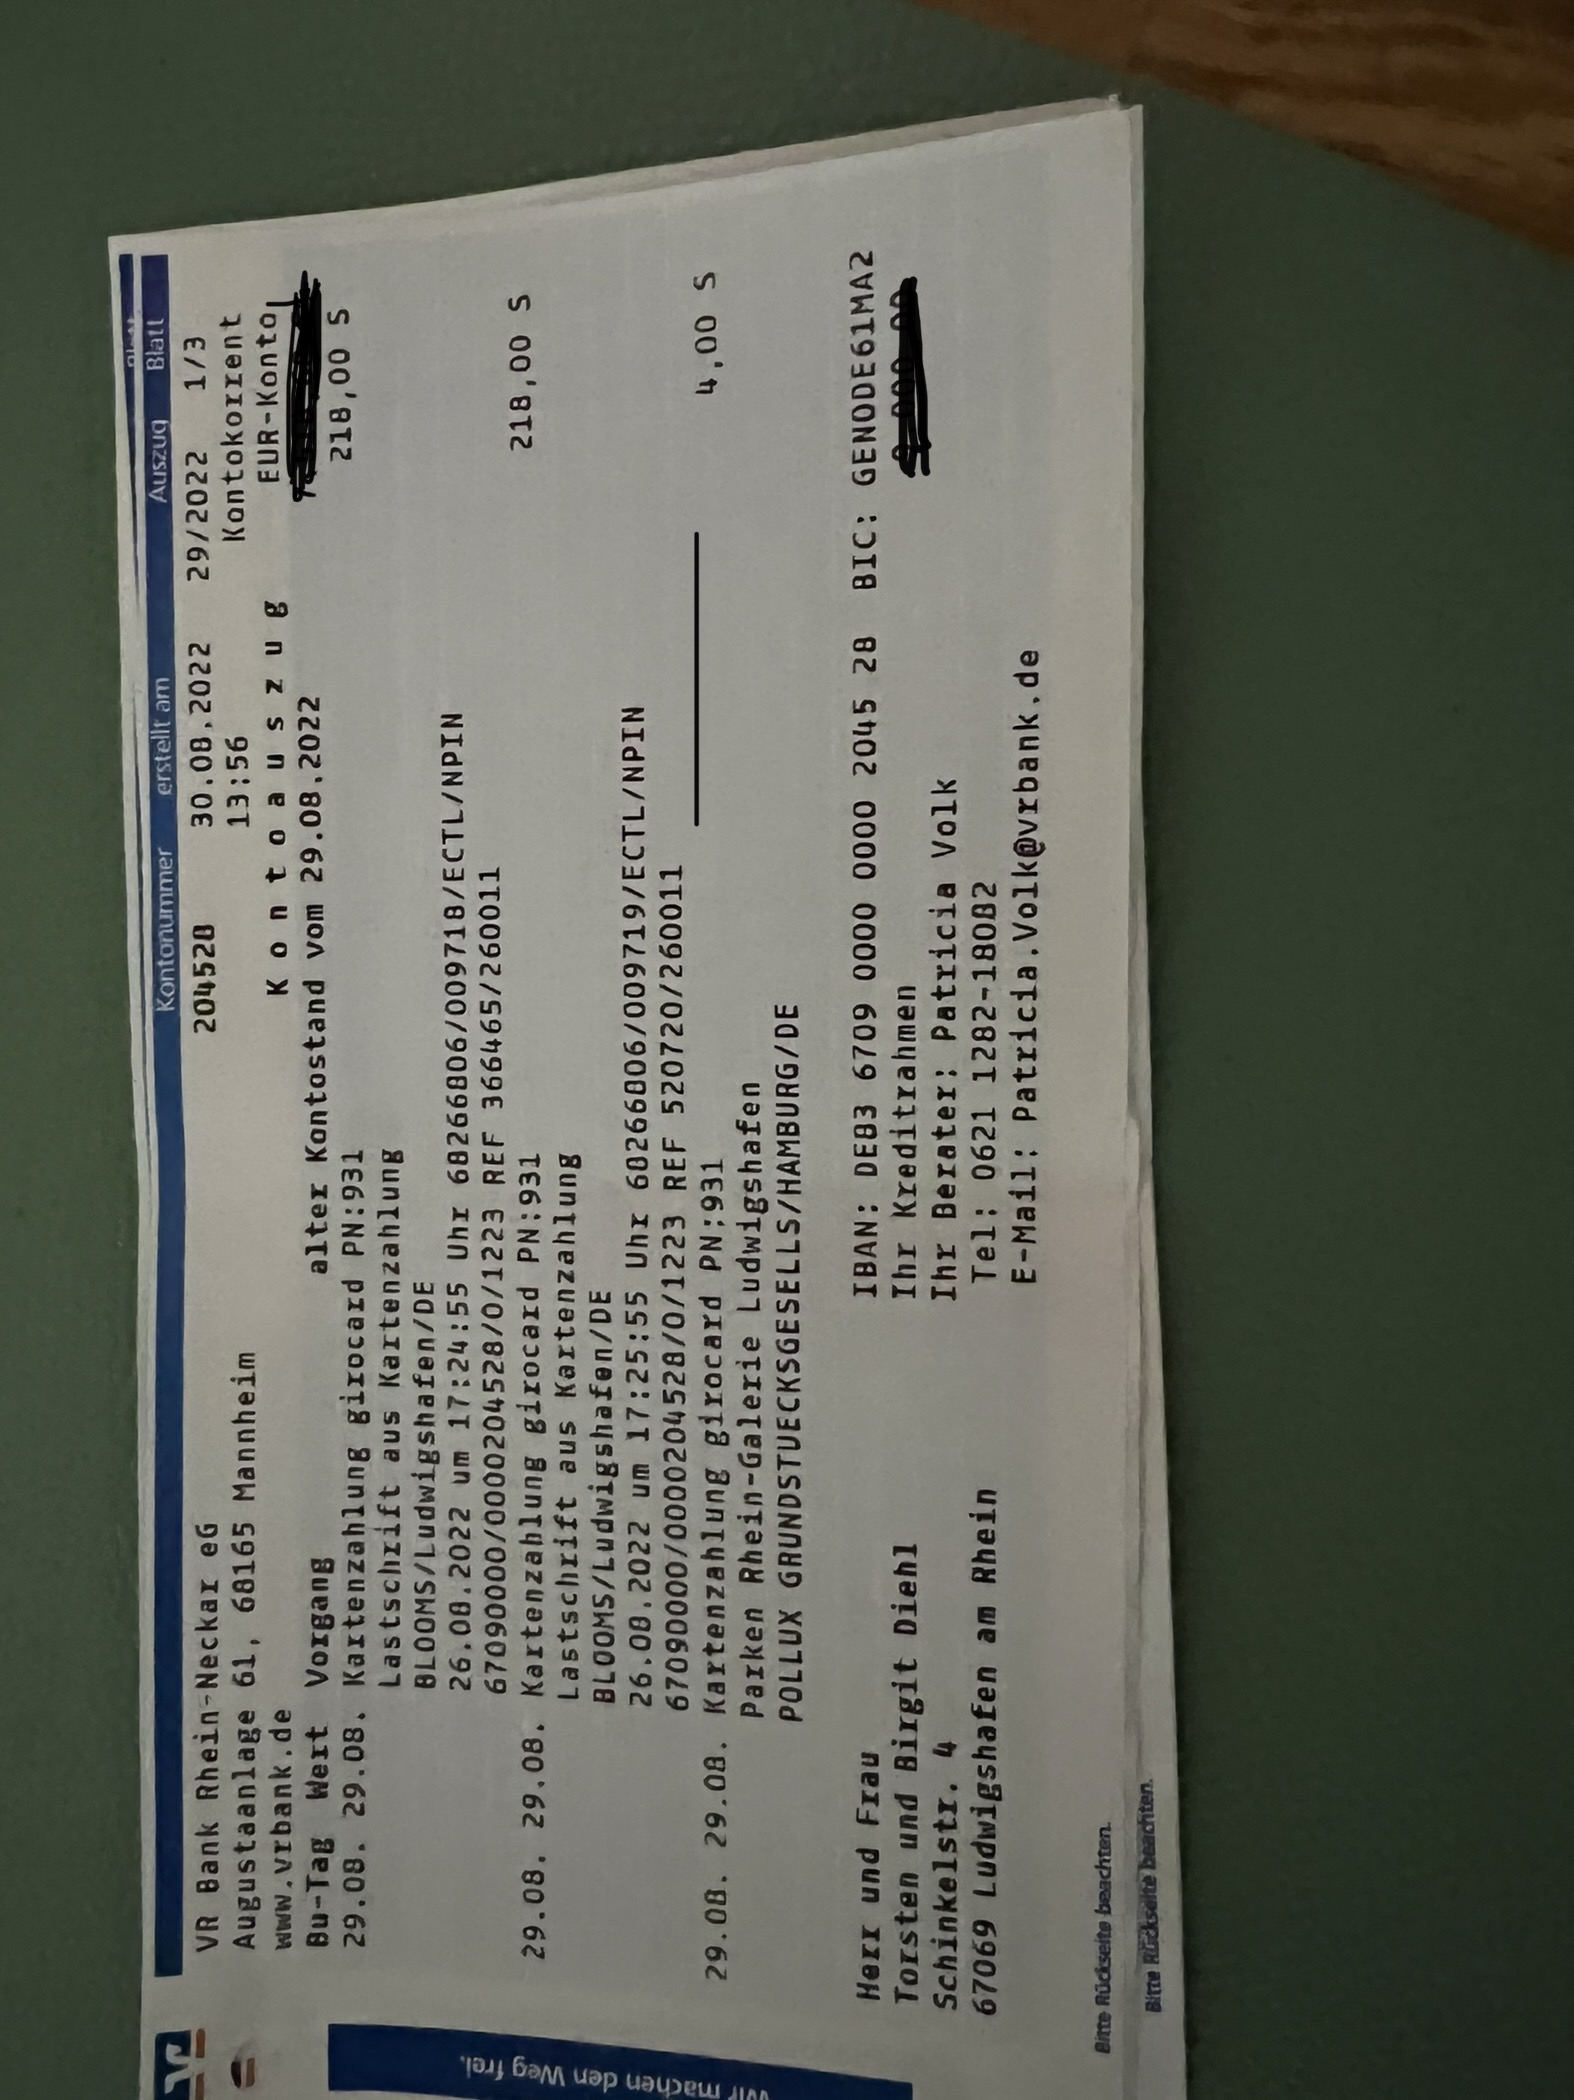 Kontonummer erstellt am Auszug Blatt
VR Bank Rhein-Neckar eG 204528 30.08.2022 29/2022 1/3
Augustaanlage 61, 68165 Mannheim 13:56 Kontokorrent
www.vrbank.de K o n t o a u s z u g EUR-Konto
Bu-Tag Wert Vorgang alter Kontostand vom 29.08.2022
29.08. 29.08. Kartenzahlung girocard PN:931 218,00 S
Lastschrift aus Kartenzahlung
BLOOMS/Ludwigshafen/DE
26.08.2022 um 17:24:55 Uhr 68266806/009718/ECTL/NPIN
67090000/0000204528/0/1223 REF 366465/260011
29.08. 29.08. Kartenzahlung girocard PN:931 218,00 S
Lastschrift aus Kartenzahlung
BLOOMS/Ludwigshafen/DE
26.08.2022 um 17:25:55 Uhr 68266806/009719/ECTL/NPIN
67090000/0000204528/0/1223 REF 520720/260011
29.08. 29.08. Kartenzahlung girocard PN:931 4,00 S
Parken Rhein-Galerie Ludwigshafen
POLLUX GRUNDSTUECKSGESELLS/HAMBURG/DE
IBAN: DE83 6709 0000 0000 2045 28 BIC: GENODE61MA2
Herr und Frau Ihr Kreditrahmen
Torsten und Birgit Diehl Ihr Berater: Patricia Volk
Schinkelstr. 4 Tel: 0621 1282-18082
67069 Ludwigshafen am Rhein E-Mail: Patricia.Volk@vrbank.de
Bitte Rückseite beachten.
Bitte Rückseite beachten.
Wir machen den Weg frei.